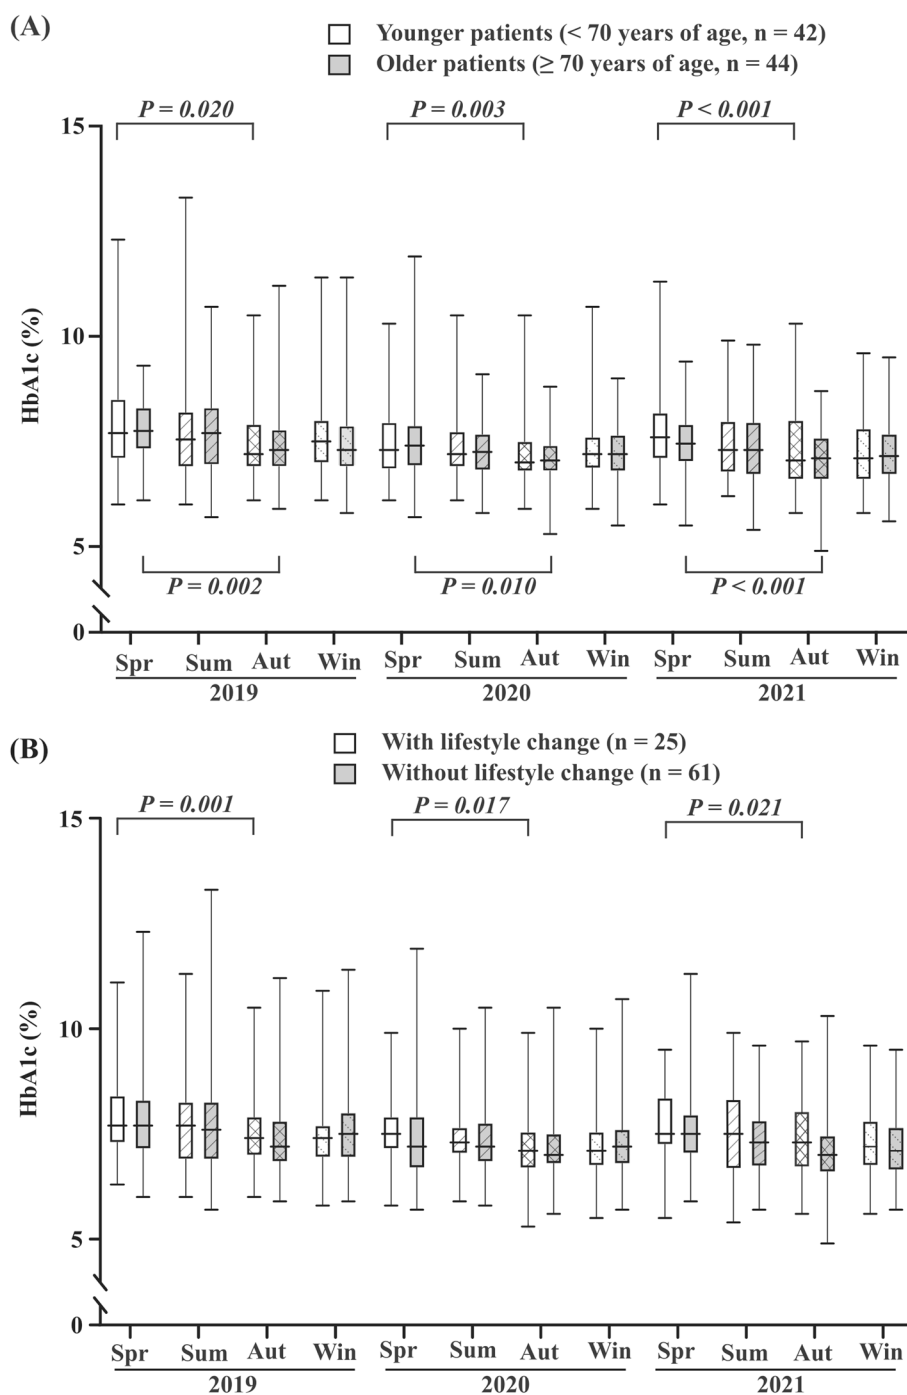 (A)
Younger patients (< 70 years of age, n = 42)
Older patients (≥ 70 years of age, n = 44)
P = 0.020
P = 0.003
P < 0.001
15
10
5
0
HbA1c (%)
P = 0.002
P = 0.010
P < 0.001
Spr Sum Aut Win Spr Sum Aut Win Spr Sum Aut Win
2019 2020 2021
(B)
With lifestyle change (n = 25)
Without lifestyle change (n = 61)
P = 0.001
P = 0.017
P = 0.021
15
10
5
0
HbA1c (%)
Spr Sum Aut Win Spr Sum Aut Win Spr Sum Aut Win
2019 2020 2021